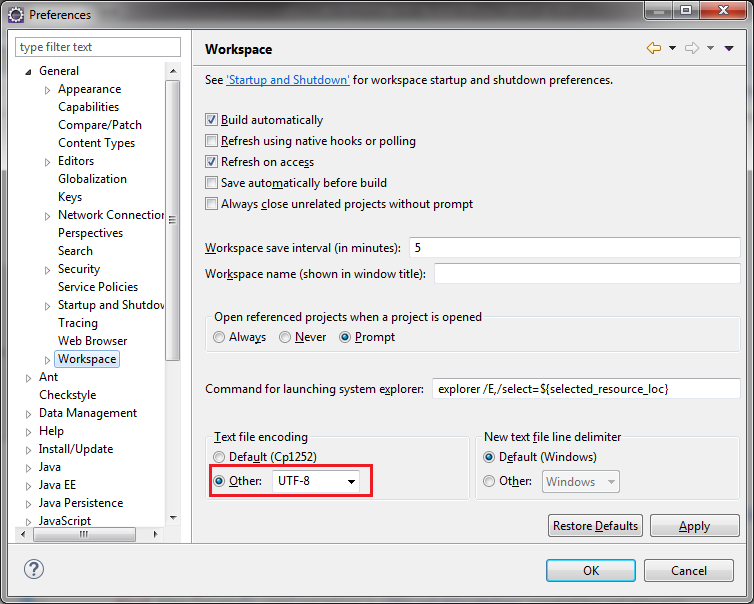 Preferences
type filter text
General
Appearance
Capabilities
Compare/Patch
Content Types
Editors
Globalization
Keys
Network Connection
Perspectives
Search
Security
Service Policies
Startup and Shutdow
Tracing
Web Browser
Workspace
Ant
Checkstyle
Data Management
Help
Install/Update
Java
Java EE
Java Persistence
JavaScript
Workspace
See 'Startup and Shutdown' for workspace startup and shutdown preferences.
Build automatically
Refresh using native hooks or polling
Refresh on access
Save automatically before build
Always close unrelated projects without prompt
Workspace save interval (in minutes): 5
Workspace name (shown in window title):
Open referenced projects when a project is opened
Always Never Prompt
Command for launching system explorer: explorer /E,/select=${selected_resource_loc}
Text file encoding
Default (Cp1252)
Other: UTF-8
New text file line delimiter
Default (Windows)
Other: Windows
Restore Defaults Apply
OK Cancel